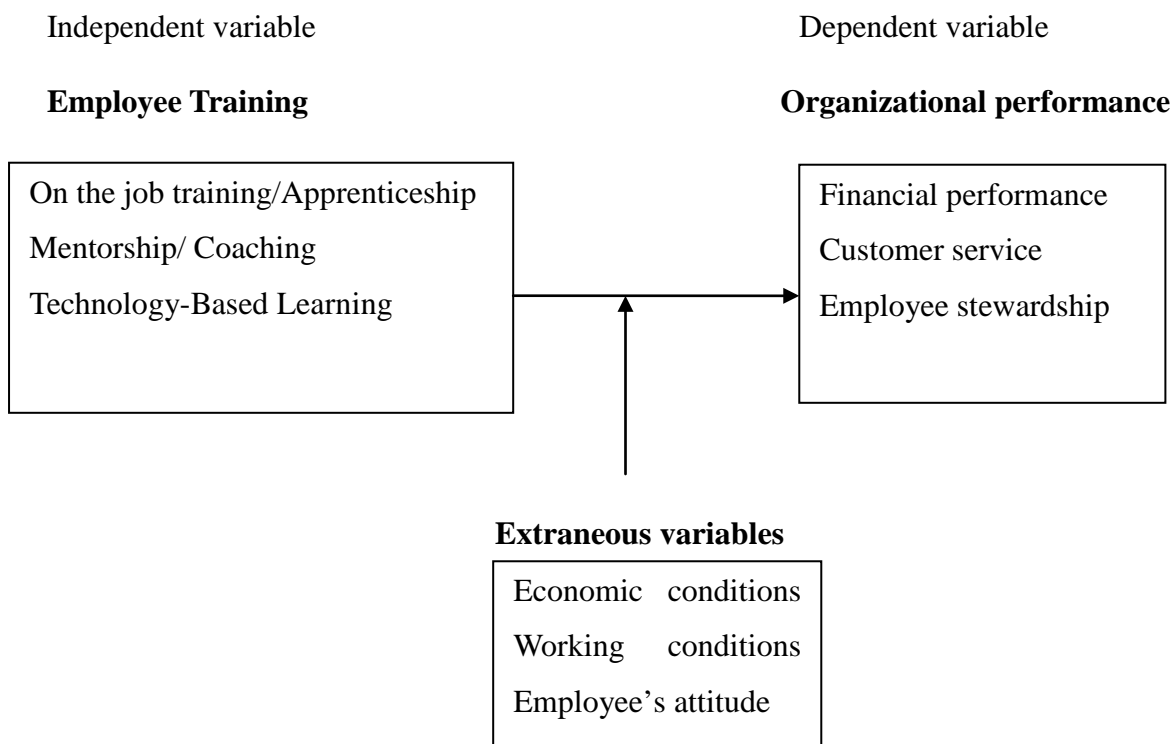 Independent variable
Dependent variable
Employee Training
Organizational performance
On the job training/Apprenticeship
Mentorship/ Coaching
Technology-Based Learning
Financial performance
Customer service
Employee stewardship
Extraneous variables
Economic conditions
Working conditions
Employee’s attitude